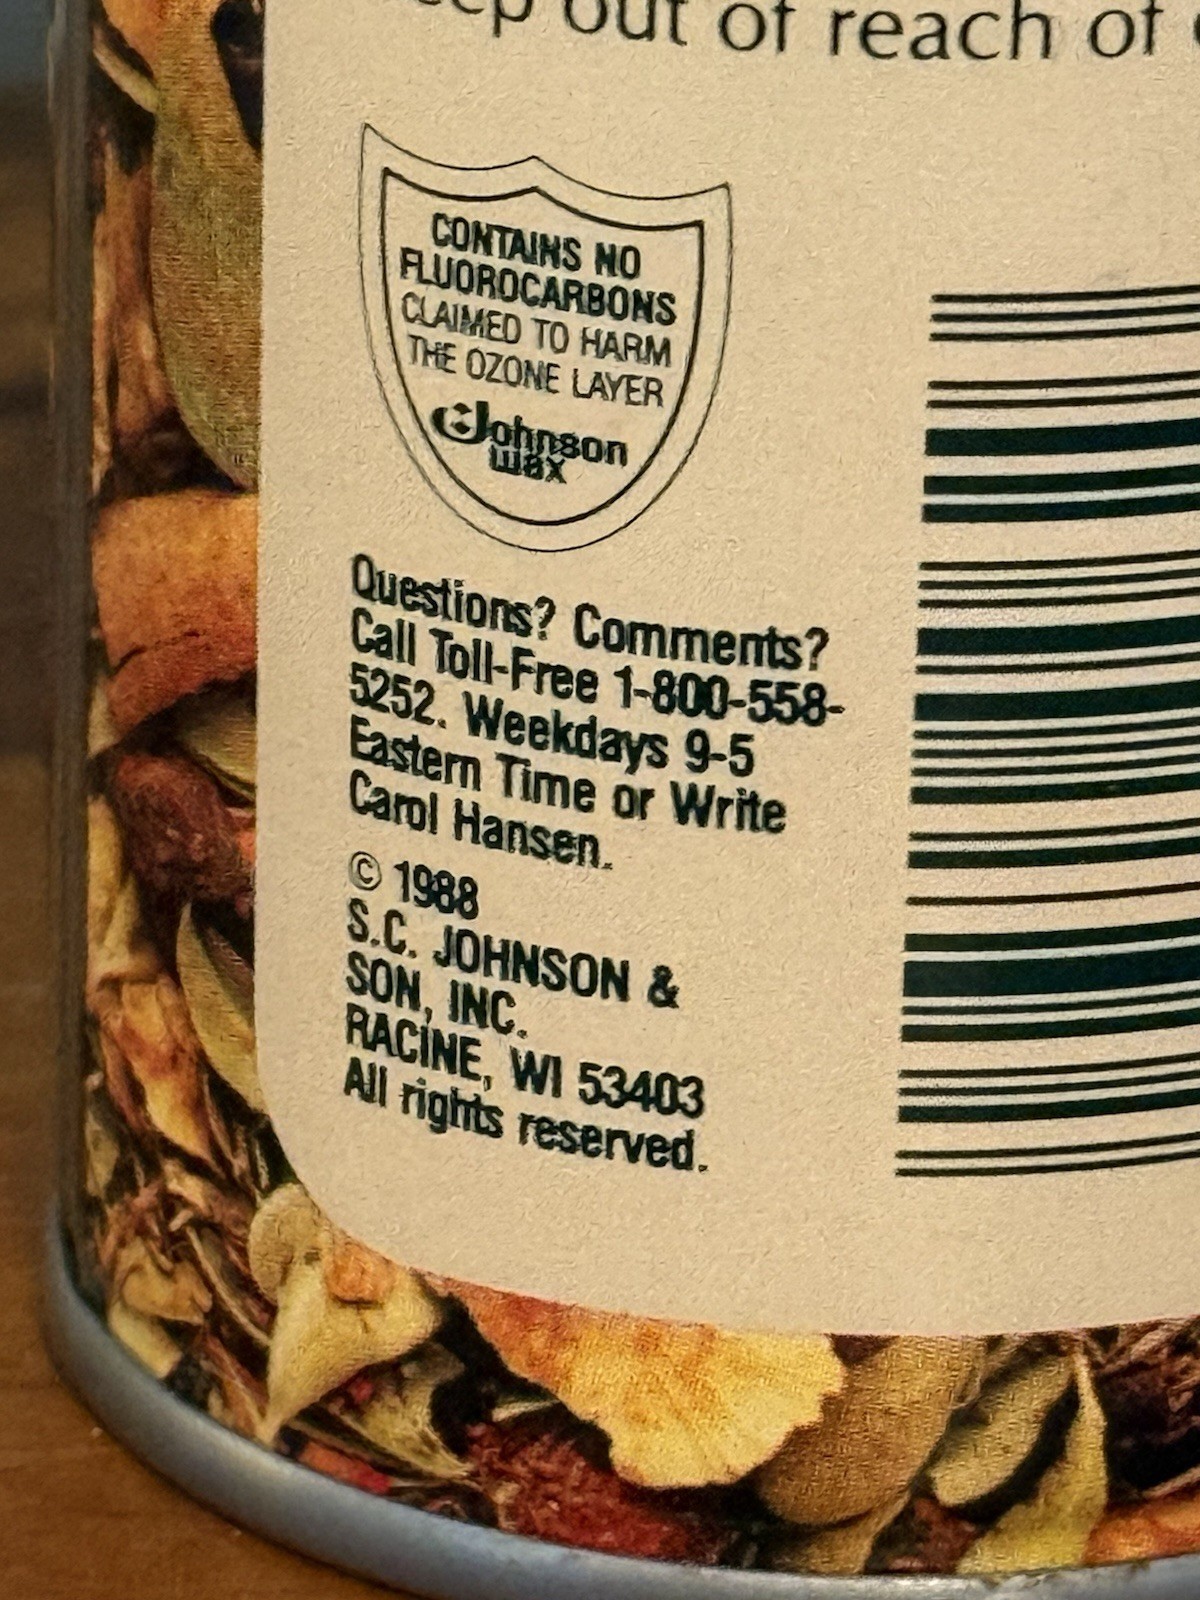 out of reach of
CONTAINS NO
FLUOROCARBONS
CLAIMED TO HARM
THE OZONE LAYER
Johnson
wax
Questions? Comments?
Call Toll-Free 1-800-558-
5252. Weekdays 9-5
Eastern Time or Write
Carol Hansen.
© 1988
S.C. JOHNSON &
SON, INC.
RACINE, WI 53403
All rights reserved.